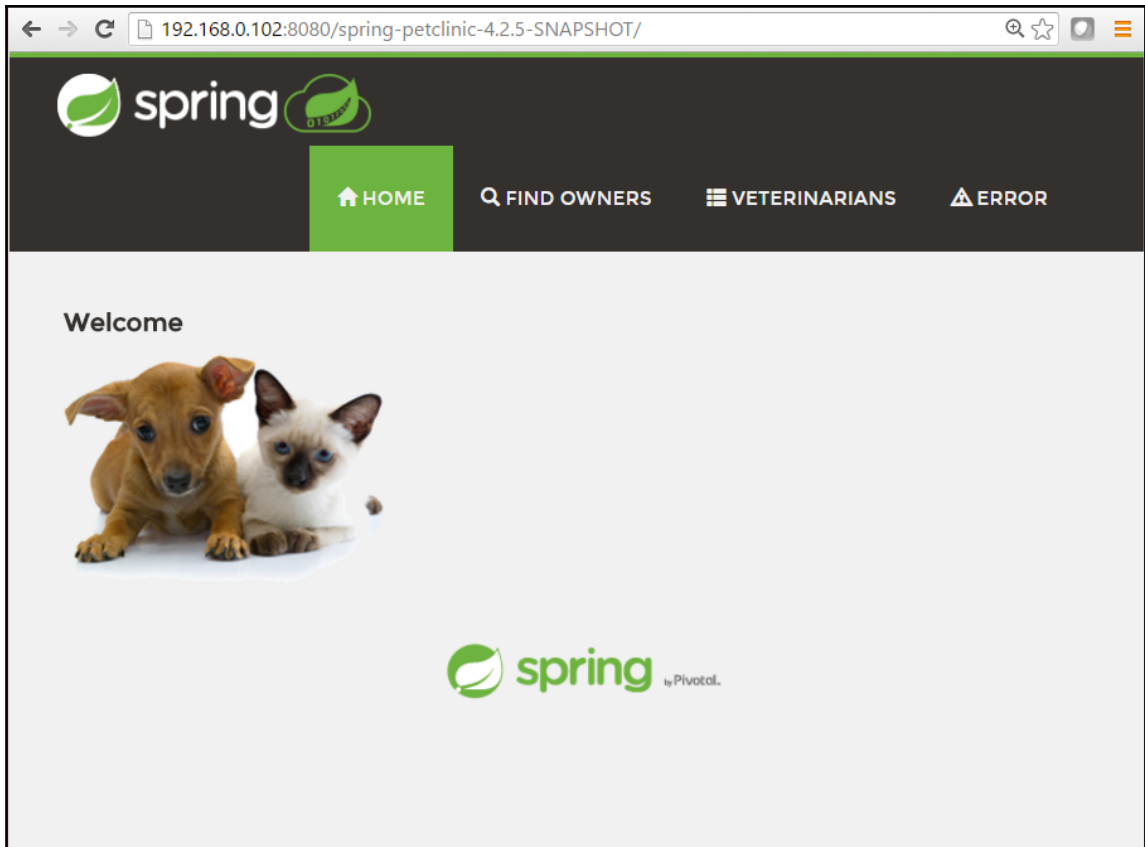 192.168.0.102:8080/spring-petclinic-4.2.5-SNAPSHOT/
spring
HOME FIND OWNERS VETERINARIANS ERROR
Welcome
spring by Pivotal.